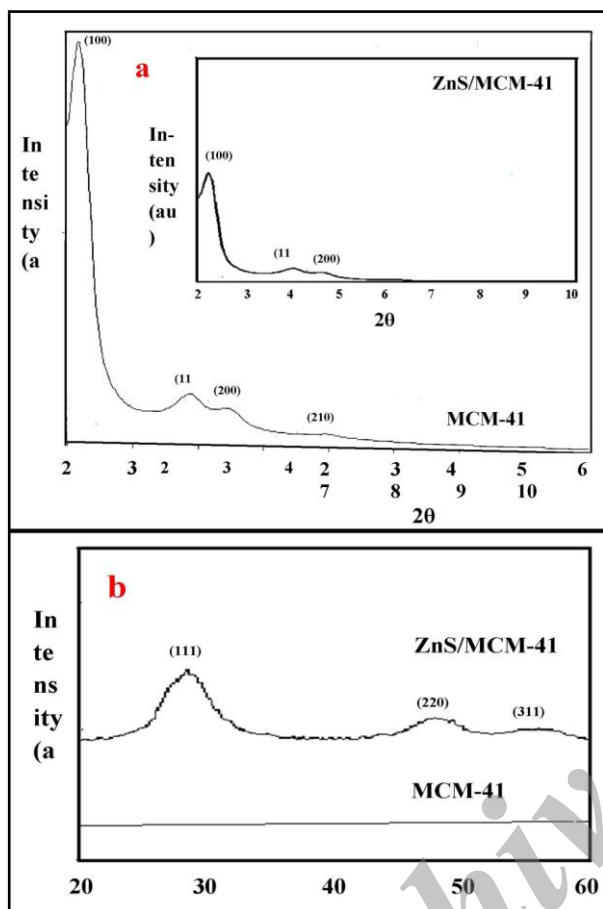 (100)
a
In
te
nsi
ty
(a
ZnS/MCM-41
In-
ten
sity
(au
)
(100)
(11
(200)
2 3 4 5 6 7 8 9 10
2θ
(11
(200)
(210)
MCM-41
2 3 2 3 4 2 3 4 5 6
7 8 9 10
2θ
b
In
te
ns
ity
(a
(111)
ZnS/MCM-41
(220)
(311)
MCM-41
20 30 40 50 60